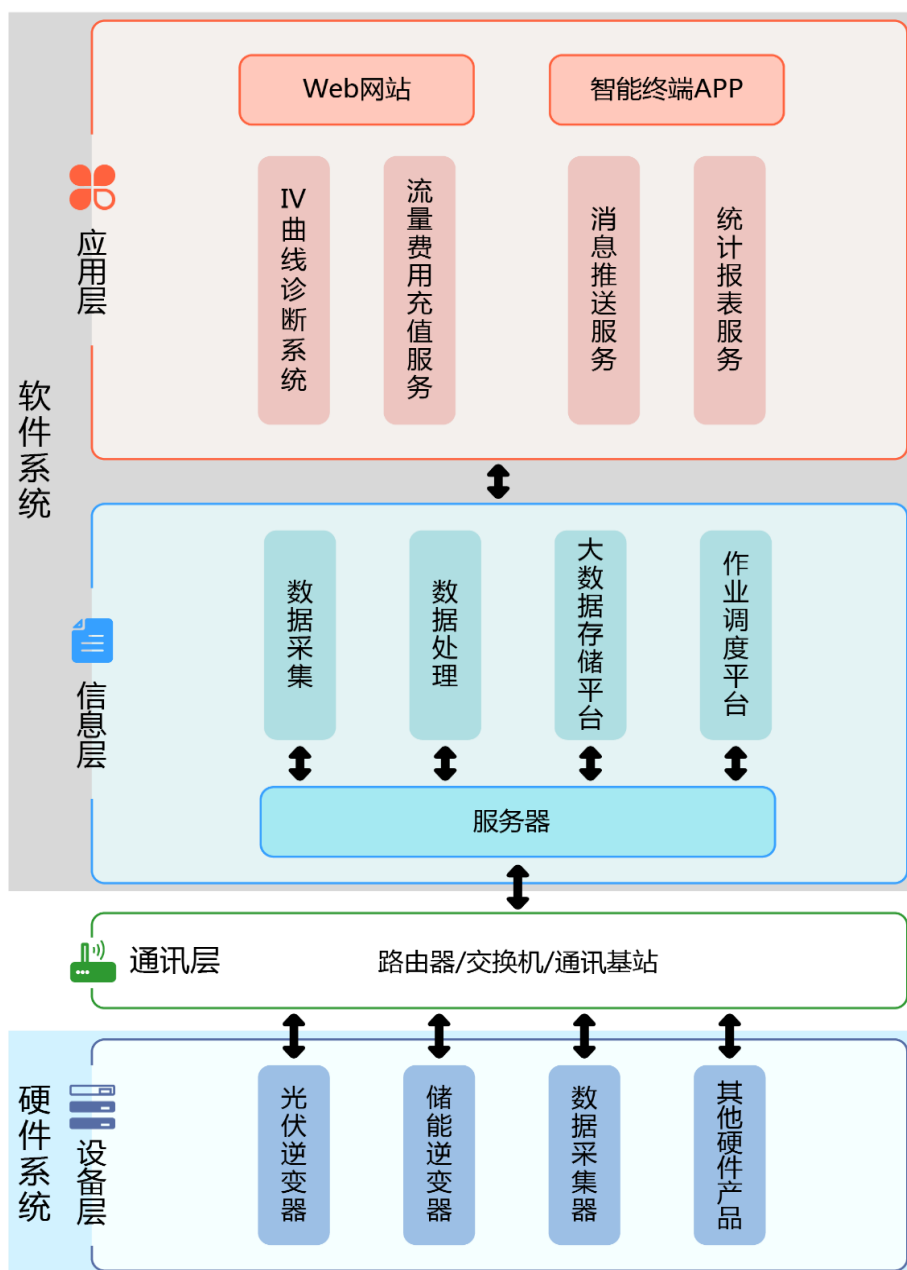 软件系统
应用层
Web网站
智能终端APP
IV曲线诊断系统
流量费用充值服务
消息推送服务
统计报表服务
信息层
数据采集
数据处理
大数据存储平台
作业调度平台
服务器
通讯层
路由器/交换机/通讯基站
硬件系统
设备层
光伏逆变器
储能逆变器
数据采集器
其他硬件产品